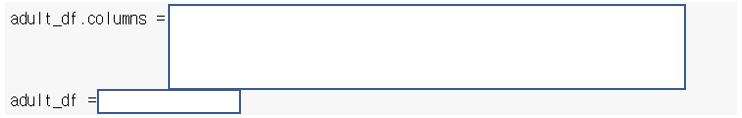 adult_df.columns =
adult_df =